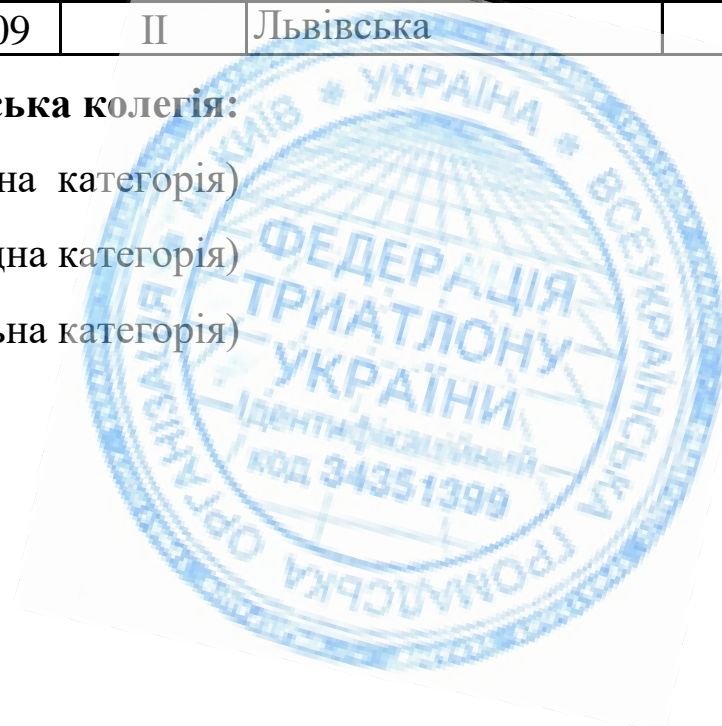 09 II Львівська
ська колегія:
на категорія)
дна категорія)
ьна категорія)
УКРАЇНА * ВСЕУКРАЇНСЬКА ГРОМАДСЬКА ОРГАНІЗАЦІЯ * м. КИЇВ *
ФЕДЕРАЦІЯ
ТРИАТЛОНУ
УКРАЇНИ
Ідентифікаційний
код 34351399